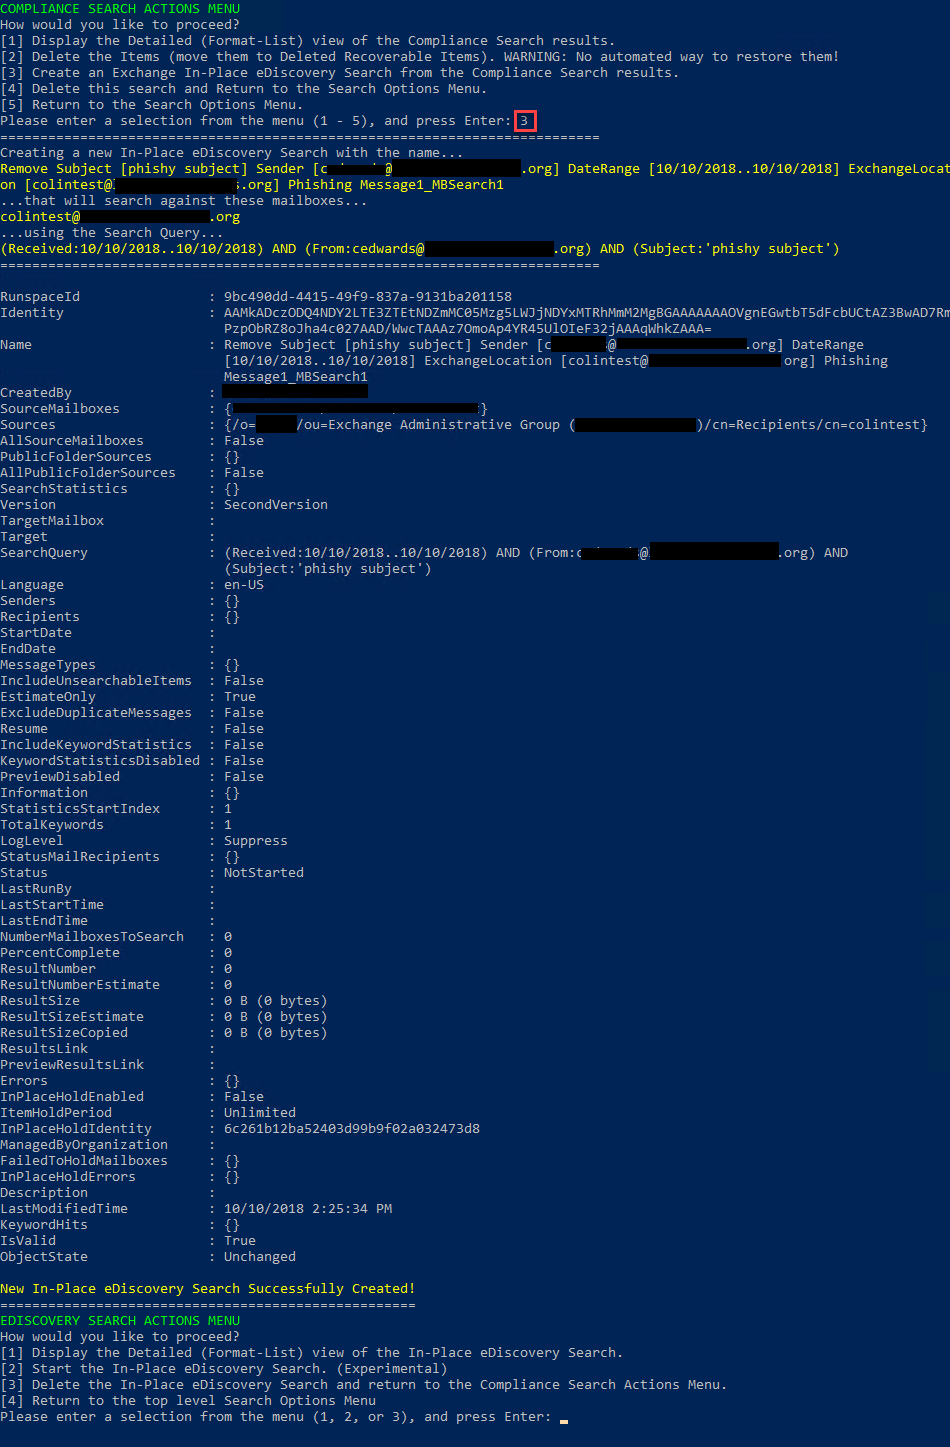 COMPLIANCE SEARCH ACTIONS MENU
How would you like to proceed?
[1] Display the Detailed (Format-List) view of the Compliance Search results.
[2] Delete the Items (move them to Deleted Recoverable Items). WARNING: No automated way to restore them!
[3] Create an Exchange In-Place eDiscovery Search from the Compliance Search results.
[4] Delete this search and Return to the Search Options Menu.
[5] Return to the Search Options Menu.
Please enter a selection from the menu (1 - 5), and press Enter: 3
===========================================================================
Creating a new In-Place eDiscovery Search with the name...
Remove Subject [phishy subject] Sender [c @ .org] DateRange [10/10/2018..10/10/2018] ExchangeLocat
on [colintest@ .org] Phishing Message1_MBSearch1
...that will search against these mailboxes...
colintest@ .org
...using the Search Query...
(Received:10/10/2018..10/10/2018) AND (From:cedwards@ .org) AND (Subject:'phishy subject')
===========================================================================
RunspaceId : 9bc490dd-4415-49f9-837a-9131ba201158
Identity :
Name : Remove Subject [phishy subject] Sender [c @ .org] DateRange
[10/10/2018..10/10/2018] ExchangeLocation [colintest@ org] Phishing
Message1_MBSearch1
CreatedBy :
SourceMailboxes : { }
Sources : {/o= /ou=Exchange Administrative Group ( )/cn=Recipients/cn=colintest}
AllSourceMailboxes : False
PublicFolderSources : {}
AllPublicFolderSources : False
SearchStatistics : {}
Version : SecondVersion
TargetMailbox :
Target :
SearchQuery : (Received:10/10/2018..10/10/2018) AND (From:c @ .org) AND
(Subject:'phishy subject')
Language : en-US
Senders : {}
Recipients : {}
StartDate :
EndDate :
MessageTypes : {}
IncludeUnsearchableItems : False
EstimateOnly : True
ExcludeDuplicateMessages : False
Resume : False
IncludeKeywordStatistics : False
KeywordStatisticsDisabled : False
PreviewDisabled : False
Information : {}
StatisticsStartIndex : 1
TotalKeywords : 1
LogLevel : Suppress
StatusMailRecipients : {}
Status : NotStarted
LastRunBy :
LastStartTime :
LastEndTime :
NumberMailboxesToSearch : 0
PercentComplete : 0
ResultNumber : 0
ResultNumberEstimate : 0
ResultSize : 0 B (0 bytes)
ResultSizeEstimate : 0 B (0 bytes)
ResultSizeCopied : 0 B (0 bytes)
ResultsLink :
PreviewResultsLink :
Errors : {}
InPlaceHoldEnabled : False
ItemHoldPeriod : Unlimited
InPlaceHoldIdentity : 6c261b12ba52403d99b9f02a032473d8
ManagedByOrganization :
FailedToHoldMailboxes : {}
InPlaceHoldErrors : {}
Description :
LastModifiedTime : 10/10/2018 2:25:34 PM
KeywordHits : {}
IsValid : True
ObjectState : Unchanged
New In-Place eDiscovery Search Successfully Created!
====================================================
EDISCOVERY SEARCH ACTIONS MENU
How would you like to proceed?
[1] Display the Detailed (Format-List) view of the In-Place eDiscovery Search.
[2] Start the In-Place eDiscovery Search. (Experimental)
[3] Delete the In-Place eDiscovery Search and return to the Compliance Search Actions Menu.
[4] Return to the top level Search Options Menu
Please enter a selection from the menu (1, 2, or 3), and press Enter: _